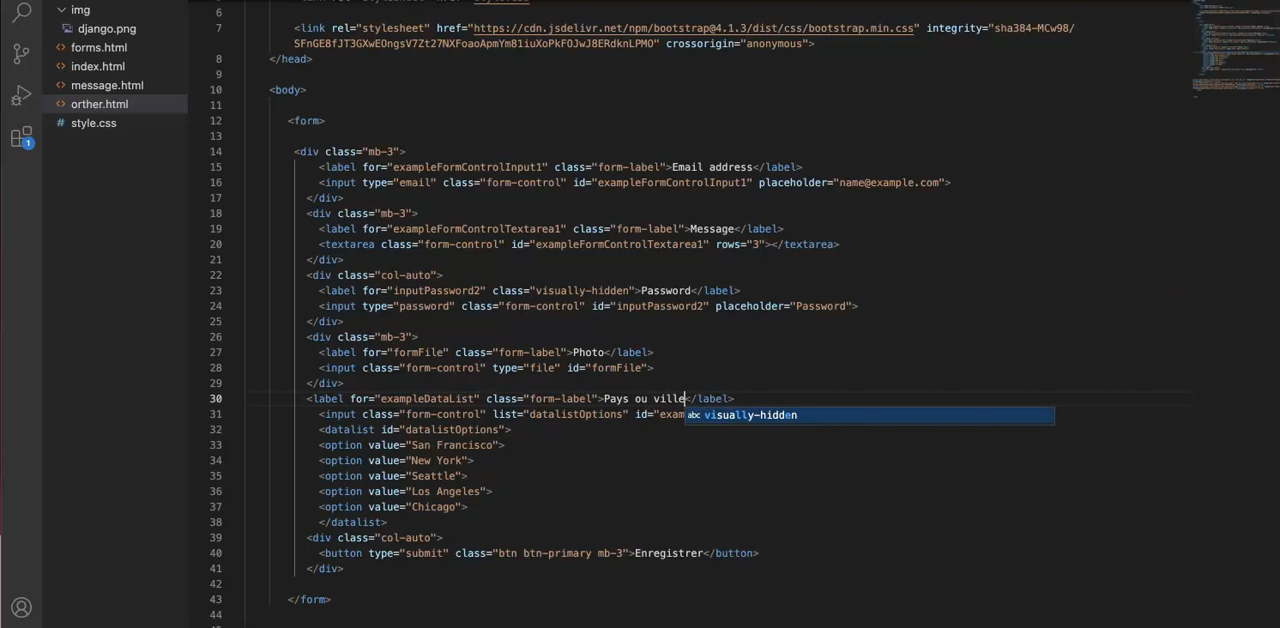 img
django.png
forms.html
index.html
message.html
orther.html
# style.css
1
6
7 <link rel="stylesheet" href="https://cdn.jsdelivr.net/npm/bootstrap@4.1.3/dist/css/bootstrap.min.css" integrity="sha384-MCw98/
SFnGE8fJT3GXwEOngsV7Zt27NXFoaoApmYm81iuXoPkFOJwJ8ERdknLPMO" crossorigin="anonymous">
8 </head>
9
10 <body>
11
12 <form>
13
14 <div class="mb-3">
15 <label for="exampleFormControlInput1" class="form-label">Email address</label>
16 <input type="email" class="form-control" id="exampleFormControlInput1" placeholder="name@example.com">
17 </div>
18 <div class="mb-3">
19 <label for="exampleFormControlTextarea1" class="form-label">Message</label>
20 <textarea class="form-control" id="exampleFormControlTextarea1" rows="3"></textarea>
21 </div>
22 <div class="col-auto">
23 <label for="inputPassword2" class="visually-hidden">Password</label>
24 <input type="password" class="form-control" id="inputPassword2" placeholder="Password">
25 </div>
26 <div class="mb-3">
27 <label for="formFile" class="form-label">Photo</label>
28 <input class="form-control" type="file" id="formFile">
29 </div>
30 <label for="exampleDataList" class="form-label">Pays ou ville</label>
31 <input class="form-control" list="datalistOptions" id="exam
abc visually-hidden
32 <datalist id="datalistOptions">
33 <option value="San Francisco">
34 <option value="New York">
35 <option value="Seattle">
36 <option value="Los Angeles">
37 <option value="Chicago">
38 </datalist>
39 <div class="col-auto">
40 <button type="submit" class="btn btn-primary mb-3">Enregistrer</button>
41 </div>
42
43 </form>
44